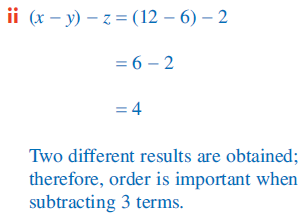 ii (x – y) – z = (12 – 6) – 2
= 6 – 2
= 4
Two different results are obtained;
therefore, order is important when
subtracting 3 terms.